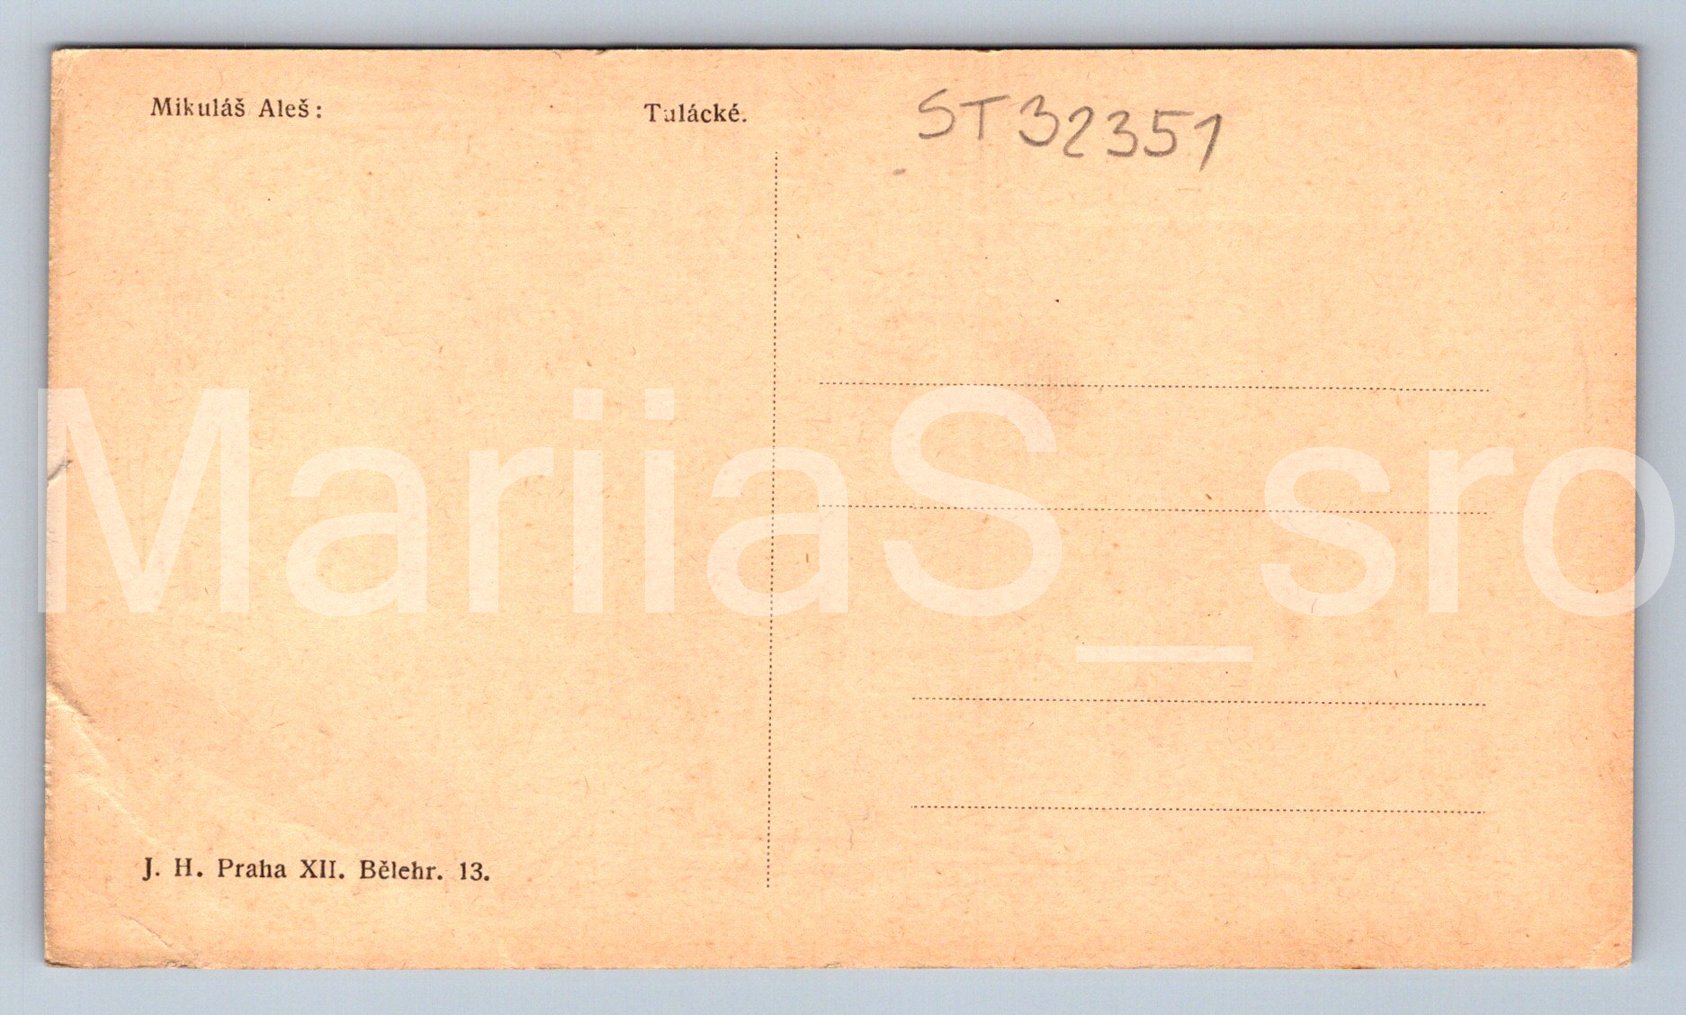 Mikuláš Aleš:
Tulácké.
ST32351
MariiaS_sro
J. H. Praha XII. Bělehr. 13.